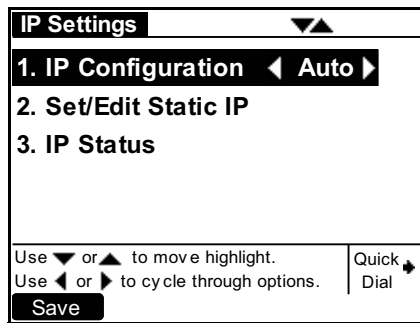 IP Settings ▼▲
1. IP Configuration ◀ Auto ▶
2. Set/Edit Static IP
3. IP Status
Use ▼ or ▲ to move highlight.
Use ◀ or ▶ to cycle through options.
Quick
Dial
Save